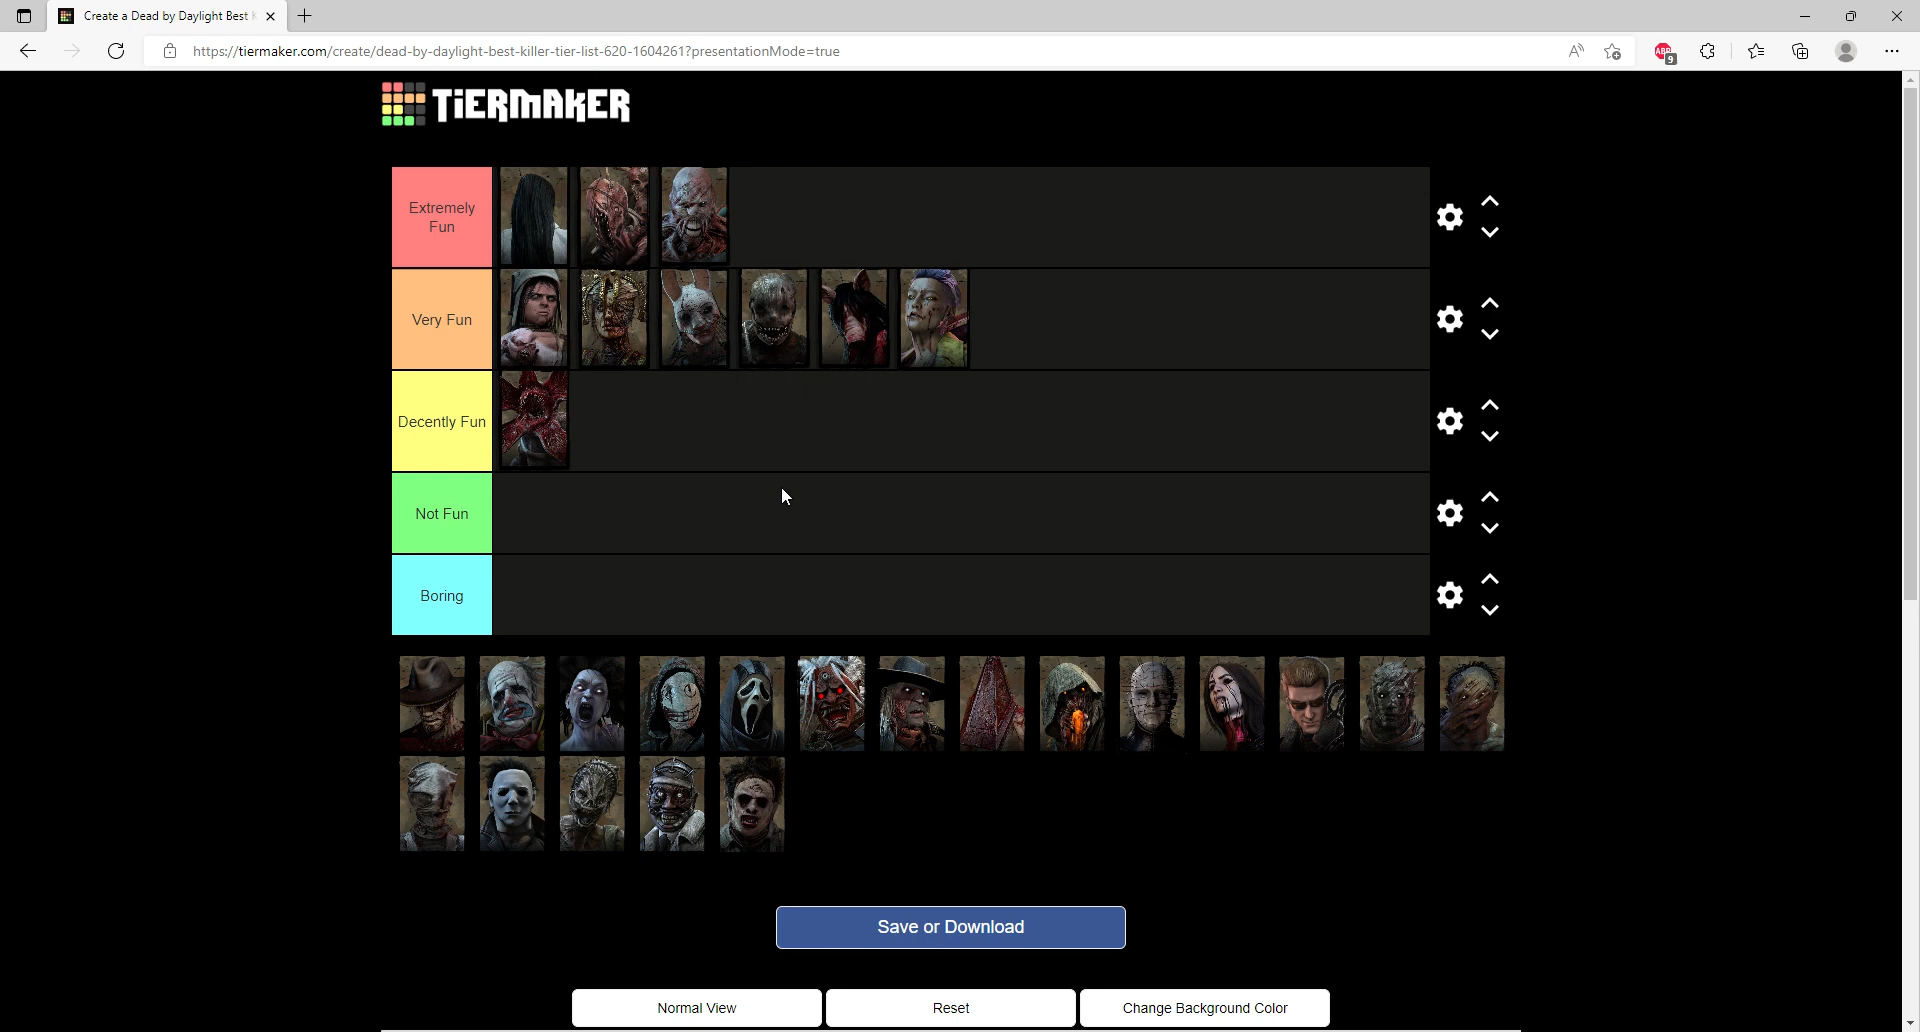 Create a Dead by Daylight Best
https://tiermaker.com/create/dead-by-daylight-best-killer-tier-list-620-1604261?presentationMode=true
ABP
9
TiERMAKER
Extremely
Fun
Very Fun
Decently Fun
Not Fun
Boring
Save or Download
Normal View
Reset
Change Background Color